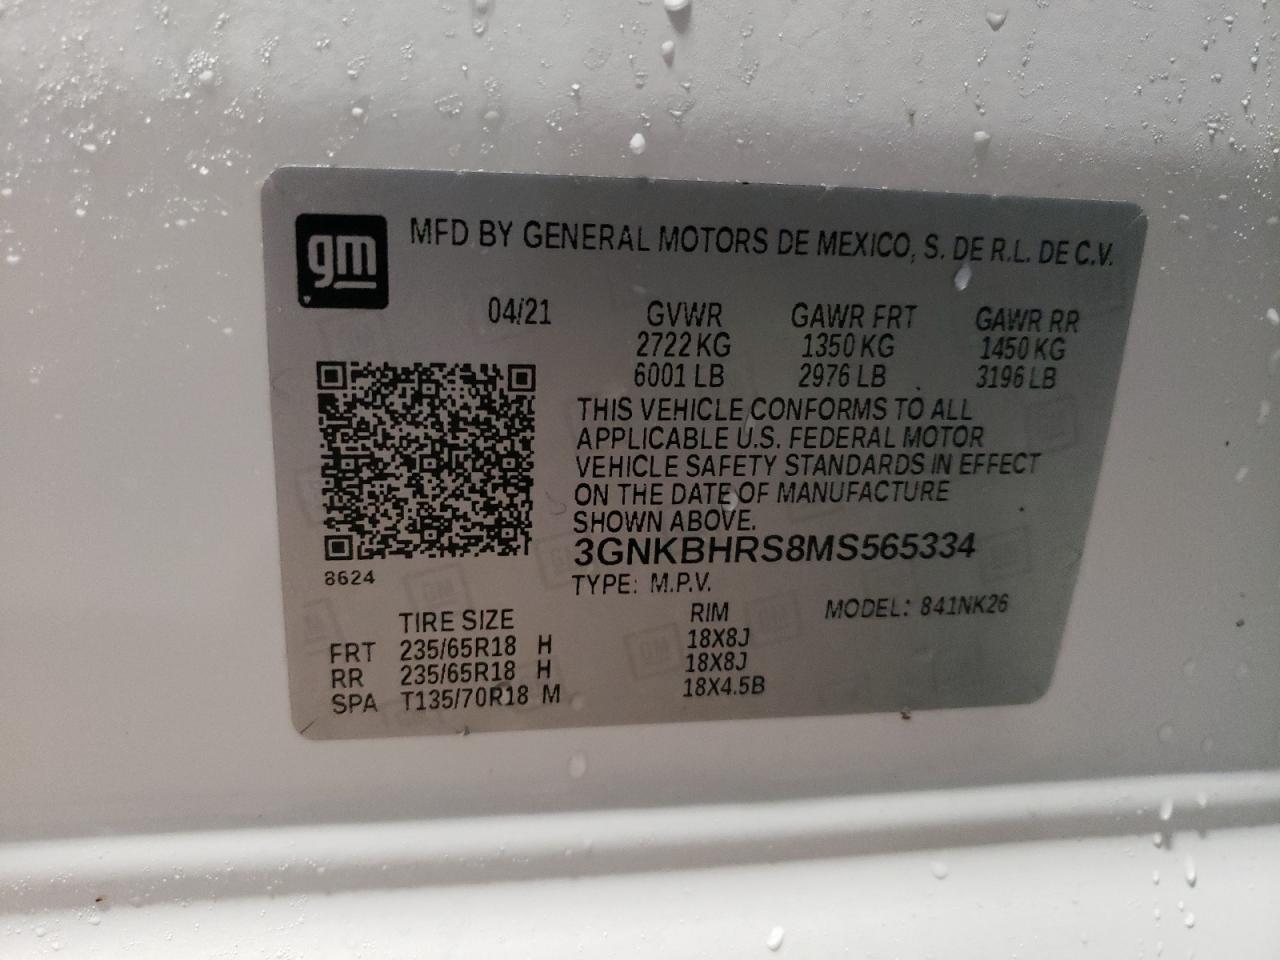 gm
MFD BY GENERAL MOTORS DE MEXICO, S. DE R.L. DE C.V.
04/21 GVWR GAWR FRT GAWR RR
2722 KG 1350 KG 1450 KG
6001 LB 2976 LB 3196 LB
THIS VEHICLE CONFORMS TO ALL
APPLICABLE U.S. FEDERAL MOTOR
VEHICLE SAFETY STANDARDS IN EFFECT
ON THE DATE OF MANUFACTURE
SHOWN ABOVE.
3GNKBHRS8MS565334
8624
TYPE: M.P.V.
TIRE SIZE RIM MODEL: 841NK26
FRT 235/65R18 H 18X8J
RR 235/65R18 H 18X8J
SPA T135/70R18 M 18X4.5B